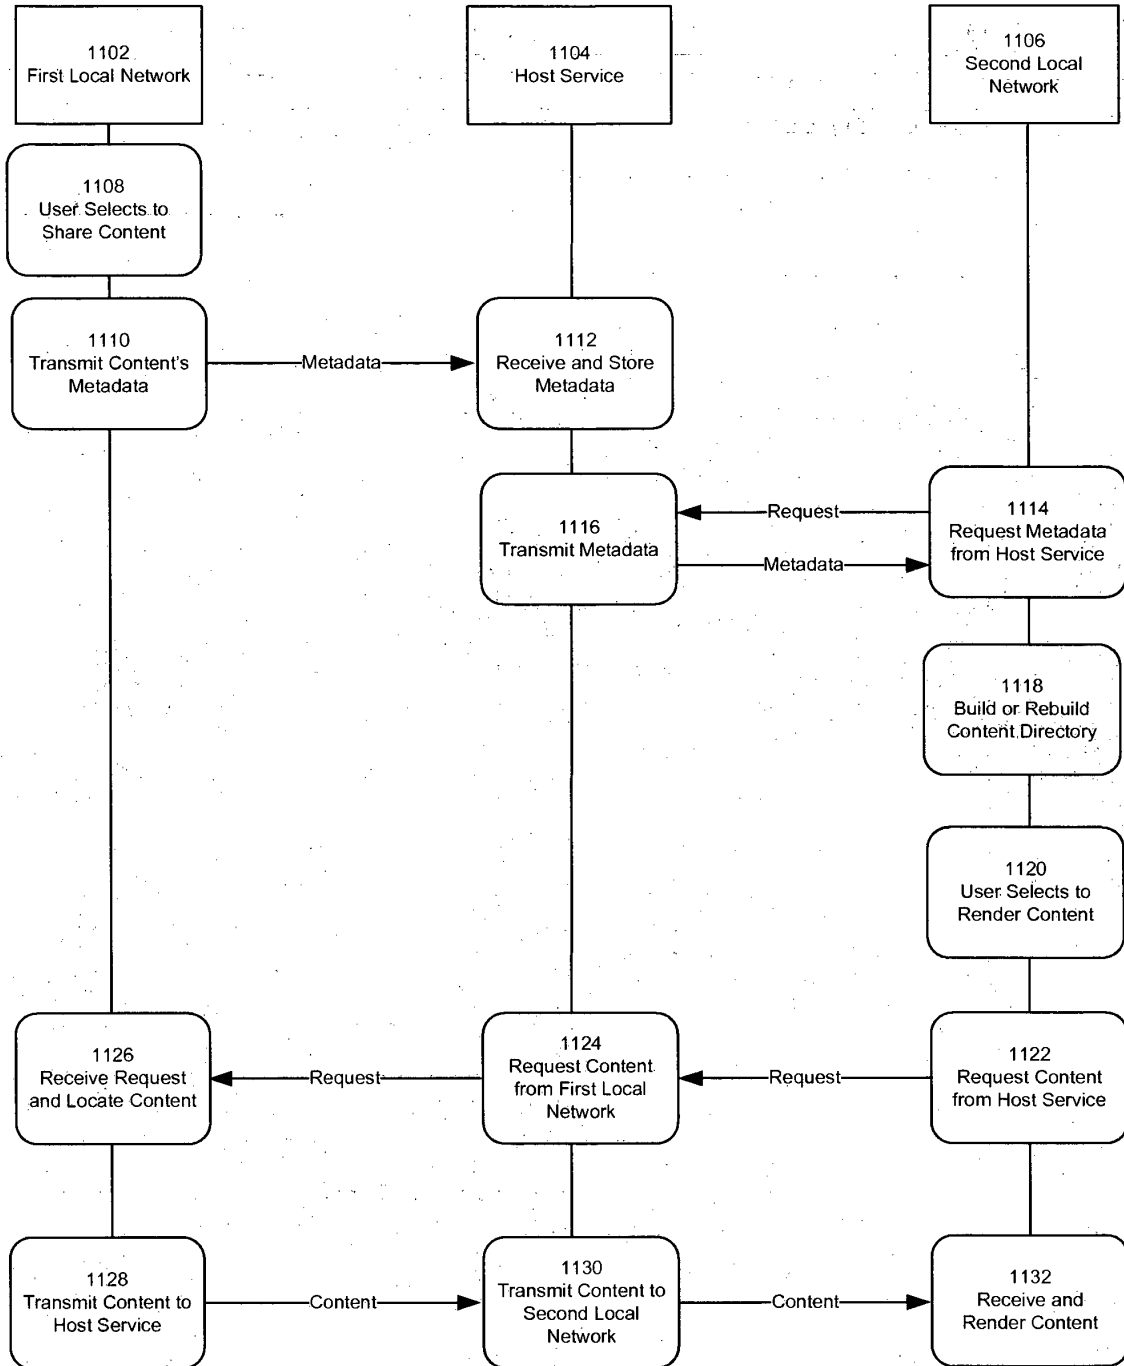 1102
First Local Network
1104
Host Service
1106
Second Local
Network
1108
User Selects to
Share Content
1110
Transmit Content's
Metadata
Metadata
1112
Receive and Store
Metadata
1116
Transmit Metadata
Request
Metadata
1114
Request Metadata
from Host Service
1118
Build or Rebuild
Content Directory
1120
User Selects to
Render Content
1126
Receive Request
and Locate Content
Request
1124
Request Content
from First Local
Network
Request
1122
Request Content
from Host Service
1128
Transmit Content to
Host Service
Content
1130
Transmit Content to
Second Local
Network
Content
1132
Receive and
Render Content